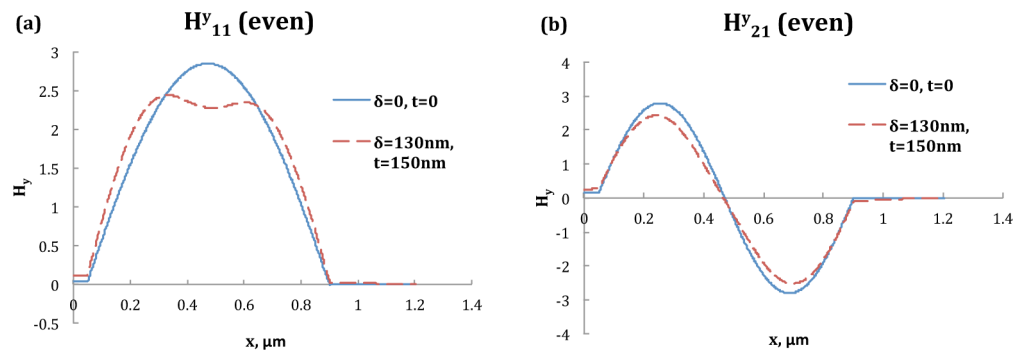 (a)
Hʸ₁₁ (even)
3
2.5
2
1.5
1
0.5
0
-0.5
Hy
0
0.2
0.4
0.6
0.8
1
1.2
1.4
x, μm
δ=0, t=0
δ=130nm,
t=150nm
(b)
Hʸ₂₁ (even)
4
3
2
1
0
-1
-2
-3
-4
Hy
0
0.2
0.4
0.6
0.8
1
1.2
1.4
x, μm
δ=0, t=0
δ=130nm,
t=150nm